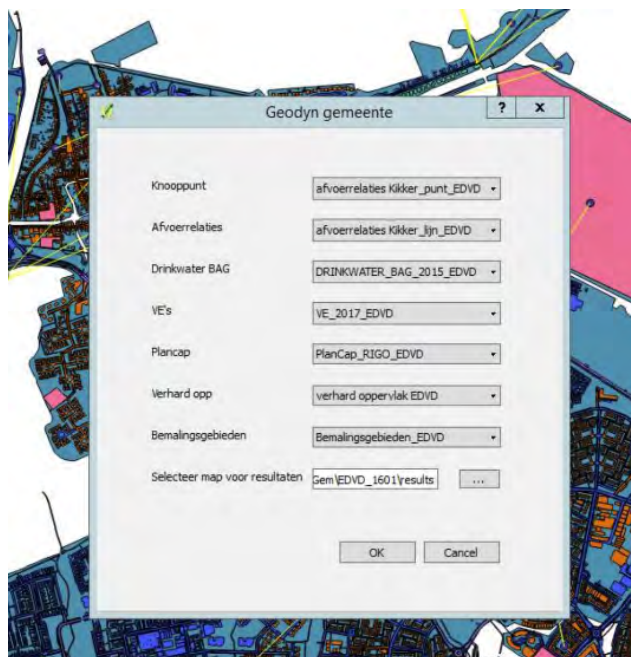 Geodyn gemeente ? x
Knooppunt afvoerrelaties Kikker_punt_EDVD
Afvoerrelaties afvoerrelaties Kikker_lijn_EDVD
Drinkwater BAG DRINKWATER_BAG_2015_EDVD
VE's VE_2017_EDVD
Plancap PlanCap_RIGO_EDVD
Verhard opp verhard oppervlak EDVD
Bemalingsgebieden Bemalingsgebieden_EDVD
Selecteer map voor resultaten Gem\EDVD_1601\results ...
OK Cancel